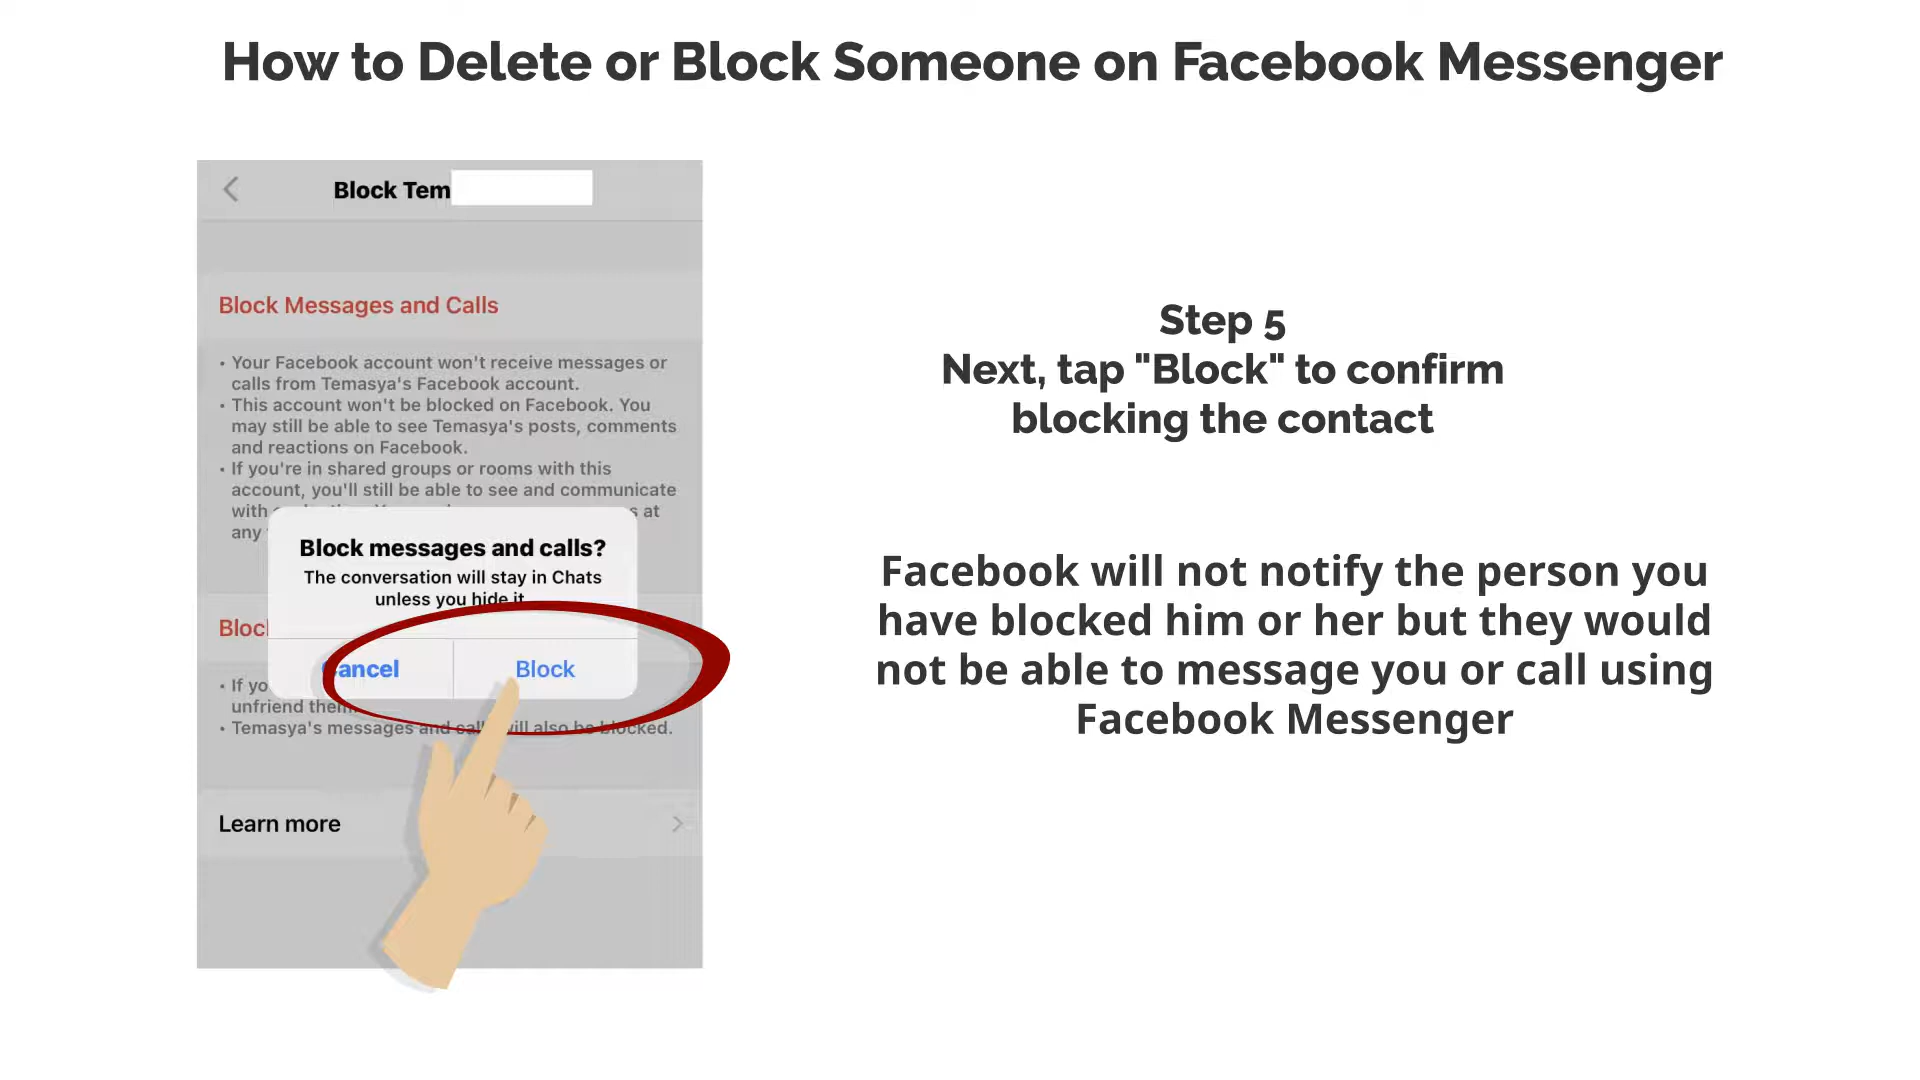 How to Delete or Block Someone on Facebook Messenger
Block Tem
Block Messages and Calls
• Your Facebook account won't receive messages or
calls from Temasya's Facebook account.
• This account won't be blocked on Facebook. You
may still be able to see Temasya's posts, comments
and reactions on Facebook.
• If you're in shared groups or rooms with this
account, you'll still be able to see and communicate
with
s at
any
Block messages and calls?
The conversation will stay in Chats
unless you hide it
Cancel
Block
• If yo
unfriend them
• Temasya's messages and calls will also be blocked.
Learn more
Step 5
Next, tap "Block" to confirm
blocking the contact
Facebook will not notify the person you
have blocked him or her but they would
not be able to message you or call using
Facebook Messenger